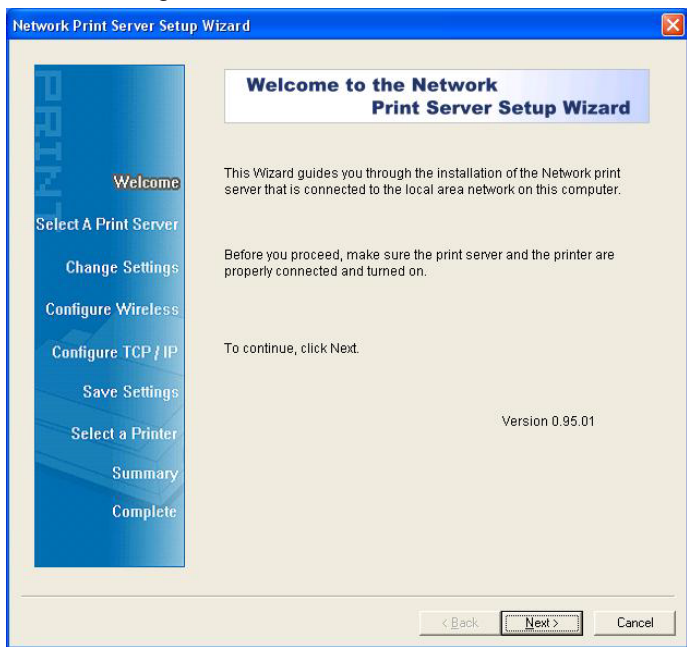 Network Print Server Setup Wizard
PRINT
Welcome
Select A Print Server
Change Settings
Configure Wireless
Configure TCP / IP
Save Settings
Select a Printer
Summary
Complete
Welcome to the Network
Print Server Setup Wizard
This Wizard guides you through the installation of the Network print
server that is connected to the local area network on this computer.
Before you proceed, make sure the print server and the printer are
properly connected and turned on.
To continue, click Next.
Version 0.95.01
< Back
Next >
Cancel